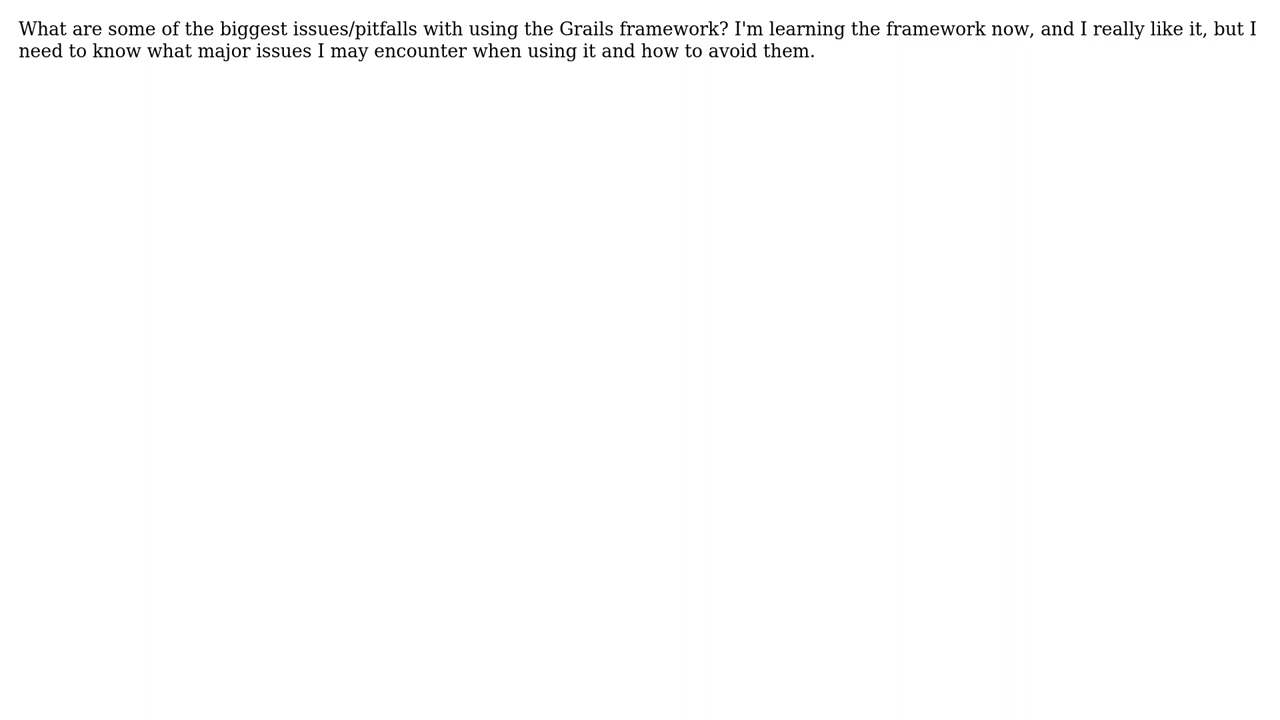 What are some of the biggest issues/pitfalls with using the Grails framework? I'm learning the framework now, and I really like it, but I
need to know what major issues I may encounter when using it and how to avoid them.